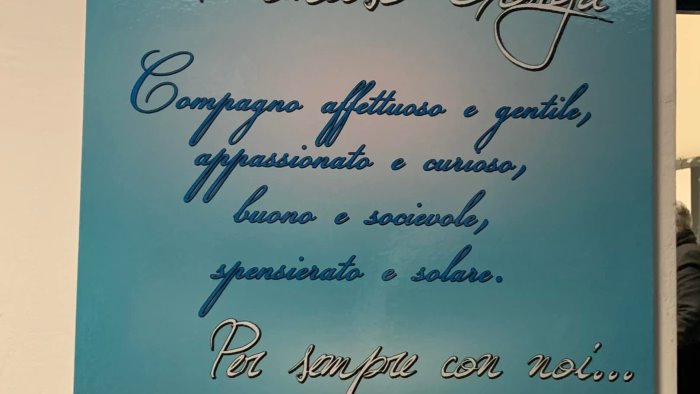 Compagno affettuoso e gentile,
appassionato e curioso,
buono e socievole,
spensierato e solare.
Per sempre con noi...